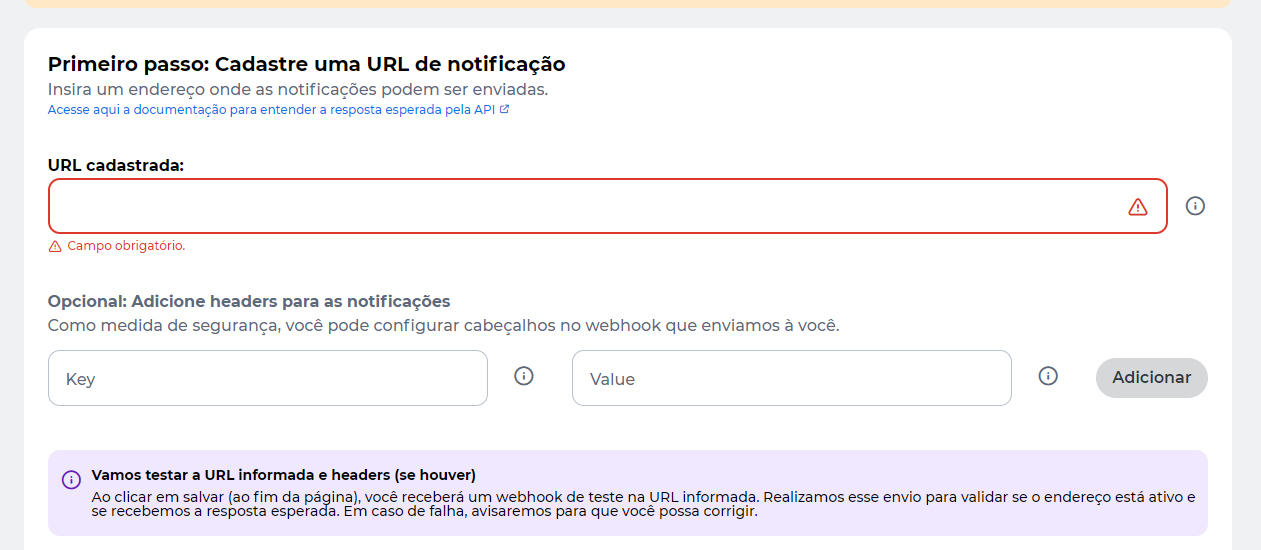 Primeiro passo: Cadastre uma URL de notificação
Insira um endereço onde as notificações podem ser enviadas.
Acesse aqui a documentação para entender a resposta esperada pela API
URL cadastrada:
Campo obrigatório.
Opcional: Adicione headers para as notificações
Como medida de segurança, você pode configurar cabeçalhos no webhook que enviamos à você.
Key
Value
Adicionar
Vamos testar a URL informada e headers (se houver)
Ao clicar em salvar (ao fim da página), você receberá um webhook de teste na URL informada. Realizamos esse envio para validar se o endereço está ativo e
se recebemos a resposta esperada. Em caso de falha, avisaremos para que você possa corrigir.